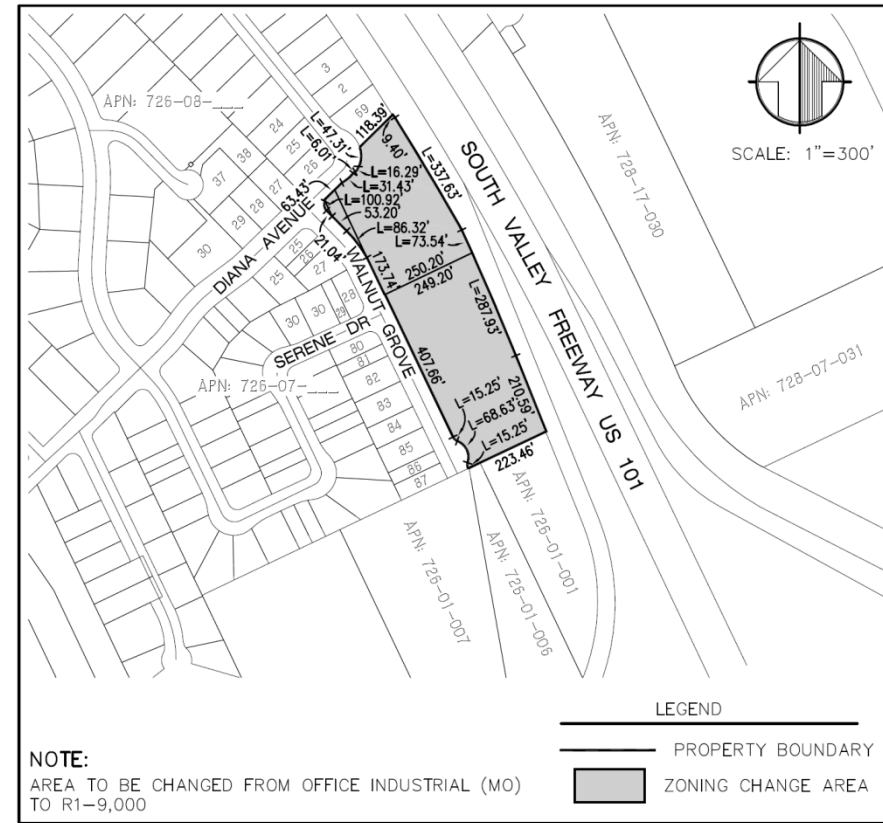 APN: 726-08-___
3
2
69
24
25
26
38
37
27
28
29
30
L=47.31'
L=6.01'
118.39'
9.40'
L=16.29'
L=31.43'
L=100.92'
53.20'
L=86.32'
L=73.54'
63.43'
21.04'
L=337.63'
SOUTH VALLEY FREEWAY US 101
APN: 728-17-030
SCALE: 1"=300'
DIANA AVENUE
25
26
27
25
WALNUT GROVE
173.74'
250.20'
249.20'
L=287.93'
30
30
29
28
SERENE DR
80
81
82
83
84
85
86
87
APN: 726-07-___
407.66'
L=15.25'
L=68.63'
L=15.25'
210.59'
223.46'
APN: 728-07-031
APN: 726-01-001
APN: 726-01-006
APN: 726-01-007
LEGEND
PROPERTY BOUNDARY
ZONING CHANGE AREA
NOTE:
AREA TO BE CHANGED FROM OFFICE INDUSTRIAL (MO)
TO R1-9,000